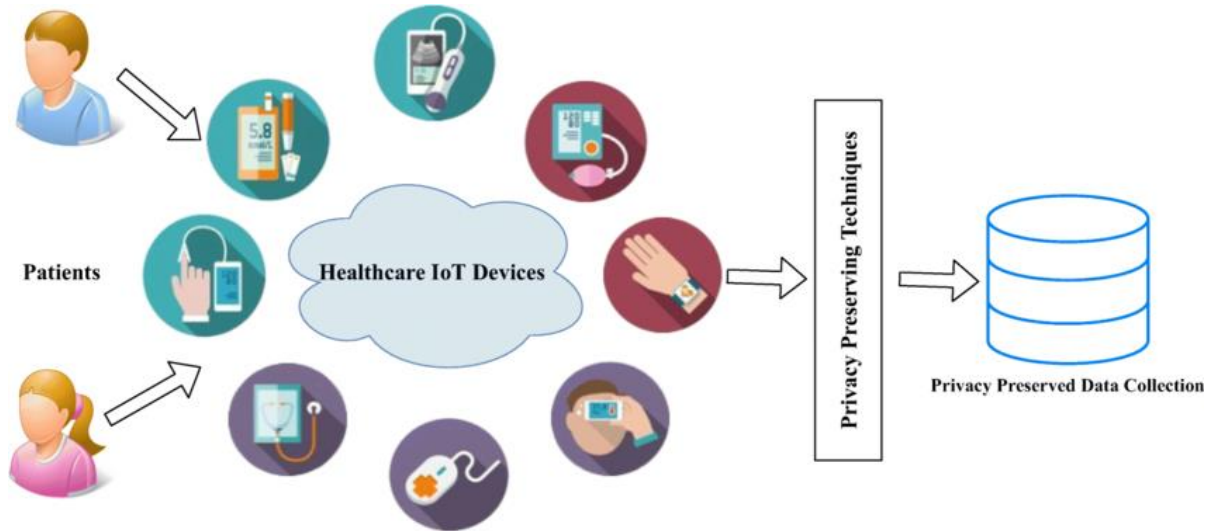 Patients
5.8
Healthcare IoT Devices
Privacy Preserving Techniques
Privacy Preserved Data Collection